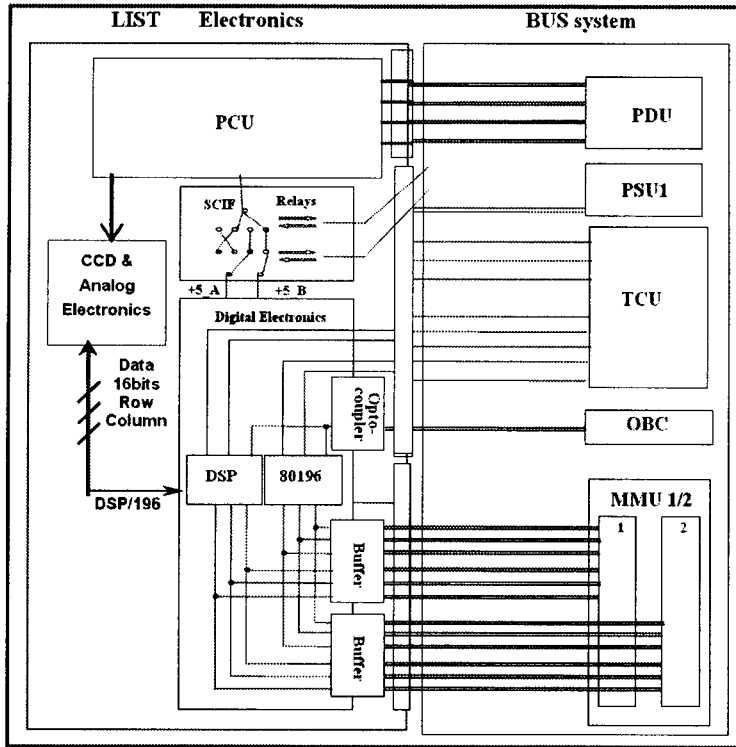 LIST Electronics
BUS system
PCU
PDU
SCIF
Relays
PSU1
CCD &
Analog
Electronics
+5_A
+5_B
TCU
Digital Electronics
Data
16bits
Row
Column
Opto-
coupler
OBC
DSP
80196
DSP/196
MMU 1/2
1
2
Buffer
Buffer